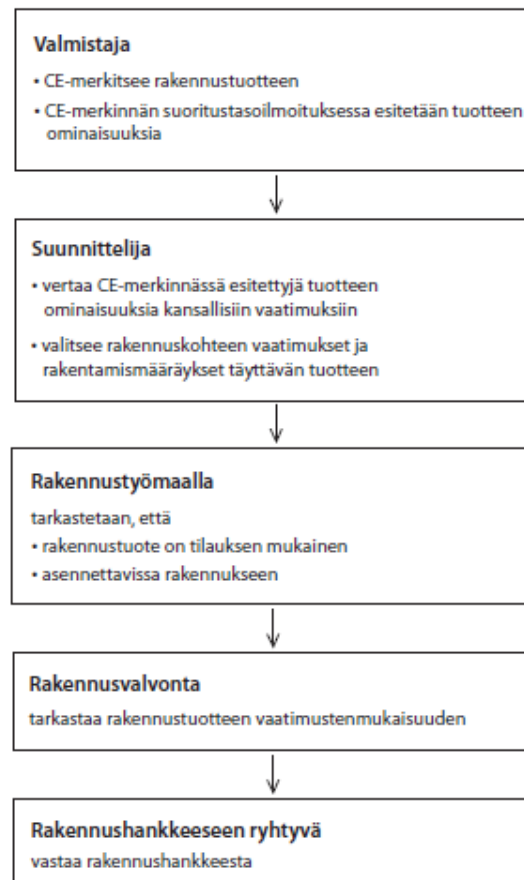 Valmistaja
• CE-merkitsee rakennustuotteen
• CE-merkinnän suoritustasoilmoituksessa esitetään tuotteen
ominaisuuksia
Suunnittelija
• vertaa CE-merkinnässä esitettyjä tuotteen
ominaisuuksia kansallisiin vaatimuksiin
• valitsee rakennuskohteen vaatimukset ja
rakentamismääräykset täyttävän tuotteen
Rakennustyömaalla
tarkastetaan, että
• rakennustuote on tilauksen mukainen
• asennettavissa rakennukseen
Rakennusvalvonta
tarkastaa rakennustuotteen vaatimustenmukaisuuden
Rakennushankkeeseen ryhtyvä
vastaa rakennushankkeesta